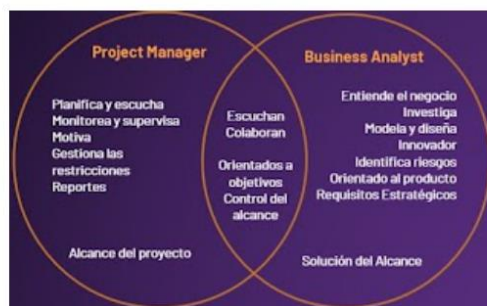 Project Manager
Planifica y escucha
Monitorea y supervisa
Motiva
Gestiona las
restricciones
Reportes
Alcance del proyecto
Escuchan
Colaboran
Orientados a
objetivos
Control del
alcance
Business Analyst
Entiende el negocio
Investiga
Modela y diseña
Innovador
Identifica riesgos
Orientado al producto
Requisitos Estratégicos
Solución del Alcance